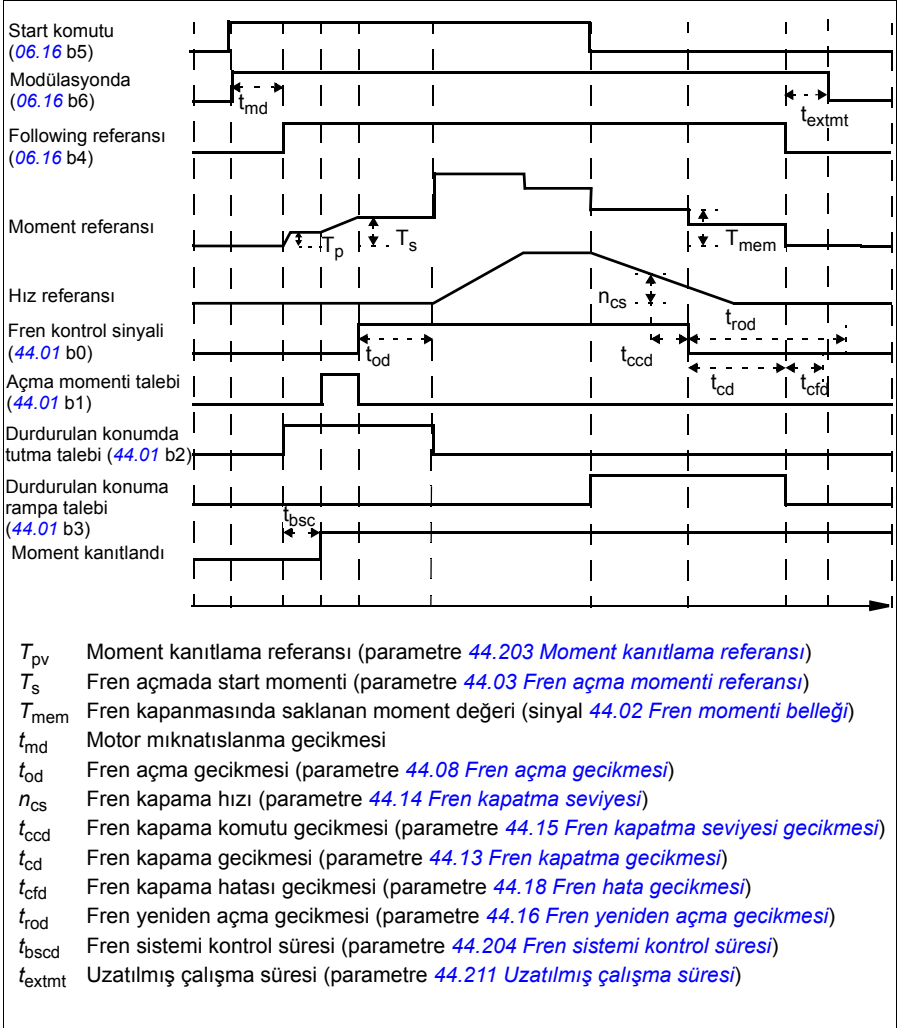 Start komutu
(06.16 b5)
Modülasyonda
(06.16 b6)
tmd
textmt
Following referansı
(06.16 b4)
Moment referansı
Tp
Ts
Tmem
Hız referansı
ncs
trod
Fren kontrol sinyali
(44.01 b0)
tod
tccd
tcd
tcfd
Açma momenti talebi
(44.01 b1)
Durdurulan konumda
tutma talebi (44.01 b2)
Durdurulan konuma
rampa talebi
(44.01 b3)
tbsc
Moment kanıtlandı
Tpv Moment kanıtlama referansı (parametre 44.203 Moment kanıtlama referansı)
Ts Fren açmada start momenti (parametre 44.03 Fren açma momenti referansı)
Tmem Fren kapanmasında saklanan moment değeri (sinyal 44.02 Fren momenti belleği)
tmd Motor mıknatıslanma gecikmesi
tod Fren açma gecikmesi (parametre 44.08 Fren açma gecikmesi)
ncs Fren kapama hızı (parametre 44.14 Fren kapatma seviyesi)
tccd Fren kapama komutu gecikmesi (parametre 44.15 Fren kapatma seviyesi gecikmesi)
tcd Fren kapama gecikmesi (parametre 44.13 Fren kapatma gecikmesi)
tcfd Fren kapama hatası gecikmesi (parametre 44.18 Fren hata gecikmesi)
trod Fren yeniden açma gecikmesi (parametre 44.16 Fren yeniden açma gecikmesi)
tbscd Fren sistemi kontrol süresi (parametre 44.204 Fren sistemi kontrol süresi)
textmt Uzatılmış çalışma süresi (parametre 44.211 Uzatılmış çalışma süresi)